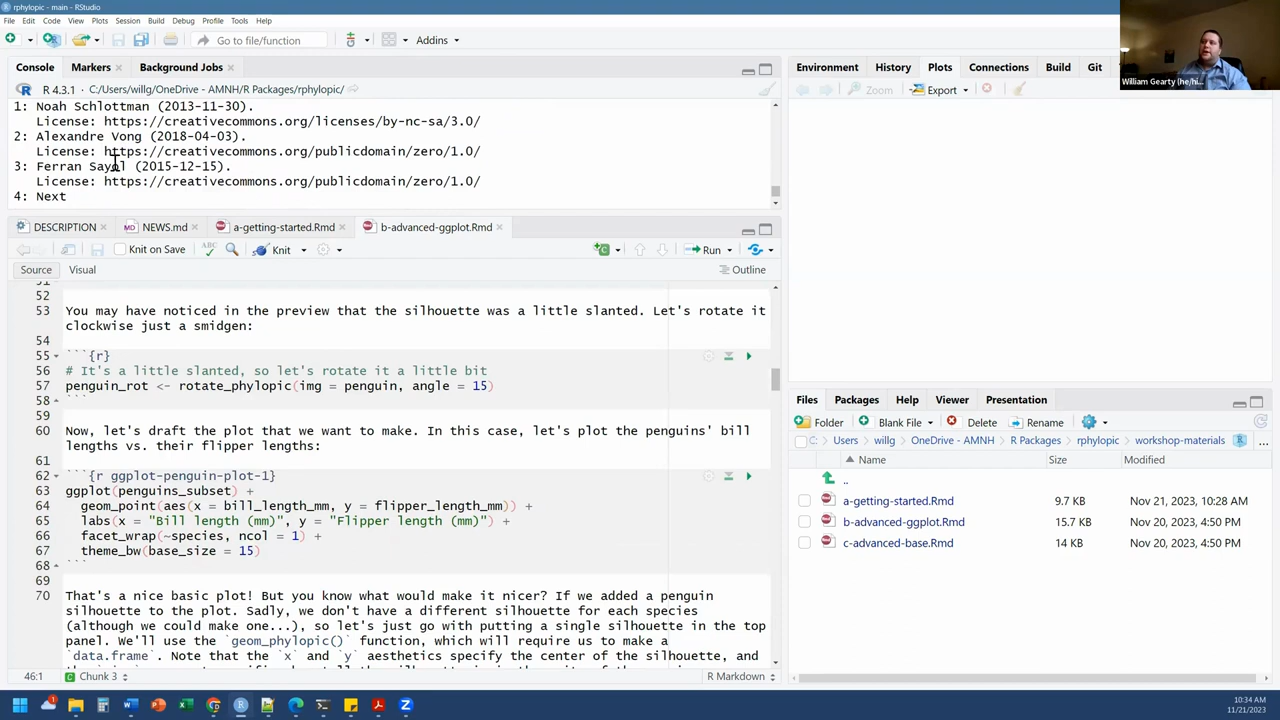 rphylopic - main - RStudio
File Edit Code View Plots Session Build Debug Profile Tools Help
Go to file/function
Addins
Console Markers Background Jobs
R 4.3.1 · C:/Users/willg/OneDrive - AMNH/R Packages/rphylopic/
1: Noah Schlottman (2013-11-30).
License: https://creativecommons.org/licenses/by-nc-sa/3.0/
2: Alexandre Vong (2018-04-03).
License: https://creativecommons.org/publicdomain/zero/1.0/
3: Ferran Sayol (2015-12-15).
License: https://creativecommons.org/publicdomain/zero/1.0/
4: Next
DESCRIPTION NEWS.md a-getting-started.Rmd b-advanced-ggplot.Rmd
Knit on Save ABC Knit Run
Source Visual Outline
51
52
53 You may have noticed in the preview that the silhouette was a little slanted. Let's rotate it
clockwise just a smidgen:
54
55 ```{r}
56 # It's a little slanted, so let's rotate it a little bit
57 penguin_rot <- rotate_phylopic(img = penguin, angle = 15)
58 ```
59
60 Now, let's draft the plot that we want to make. In this case, let's plot the penguins' bill
lengths vs. their flipper lengths:
61
62 ```{r ggplot-penguin-plot-1}
63 ggplot(penguins_subset) +
64 geom_point(aes(x = bill_length_mm, y = flipper_length_mm)) +
65 labs(x = "Bill length (mm)", y = "Flipper length (mm)") +
66 facet_wrap(~species, ncol = 1) +
67 theme_bw(base_size = 15)
68 ```
69
70 That's a nice basic plot! But you know what would make it nicer? If we added a penguin
silhouette to the plot. Sadly, we don't have a different silhouette for each species
(although we could make one...), so let's just go with putting a single silhouette in the top
panel. We'll use the `geom_phylopic()` function, which will require us to make a
`data.frame`. Note that the `x` and `y` aesthetics specify the center of the silhouette, and
46:1 Chunk 3 R Markdown
Environment History Plots Connections Build Git
Zoom Export
William Gearty (he/hi...
Files Packages Help Viewer Presentation
Folder Blank File Delete Rename
C: Users willg OneDrive - AMNH R Packages rphylopic workshop-materials ...
Name Size Modified
..
a-getting-started.Rmd 9.7 KB Nov 21, 2023, 10:28 AM
b-advanced-ggplot.Rmd 15.7 KB Nov 20, 2023, 4:50 PM
c-advanced-base.Rmd 14 KB Nov 20, 2023, 4:50 PM
10:34 AM
11/21/2023